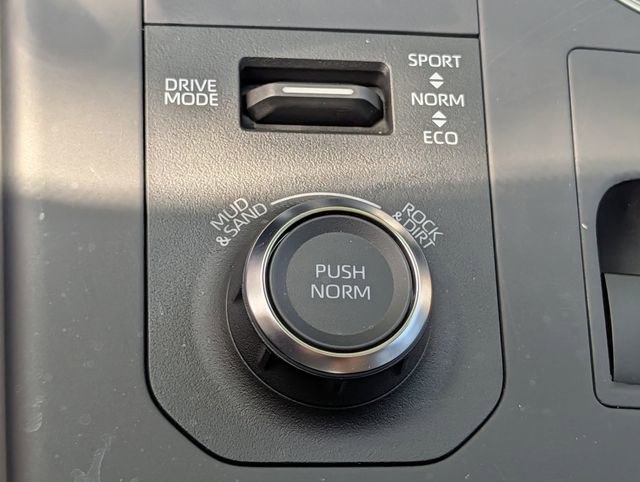 DRIVE
MODE
SPORT
NORM
ECO
MUD
& SAND
ROCK
& DIRT
PUSH
NORM